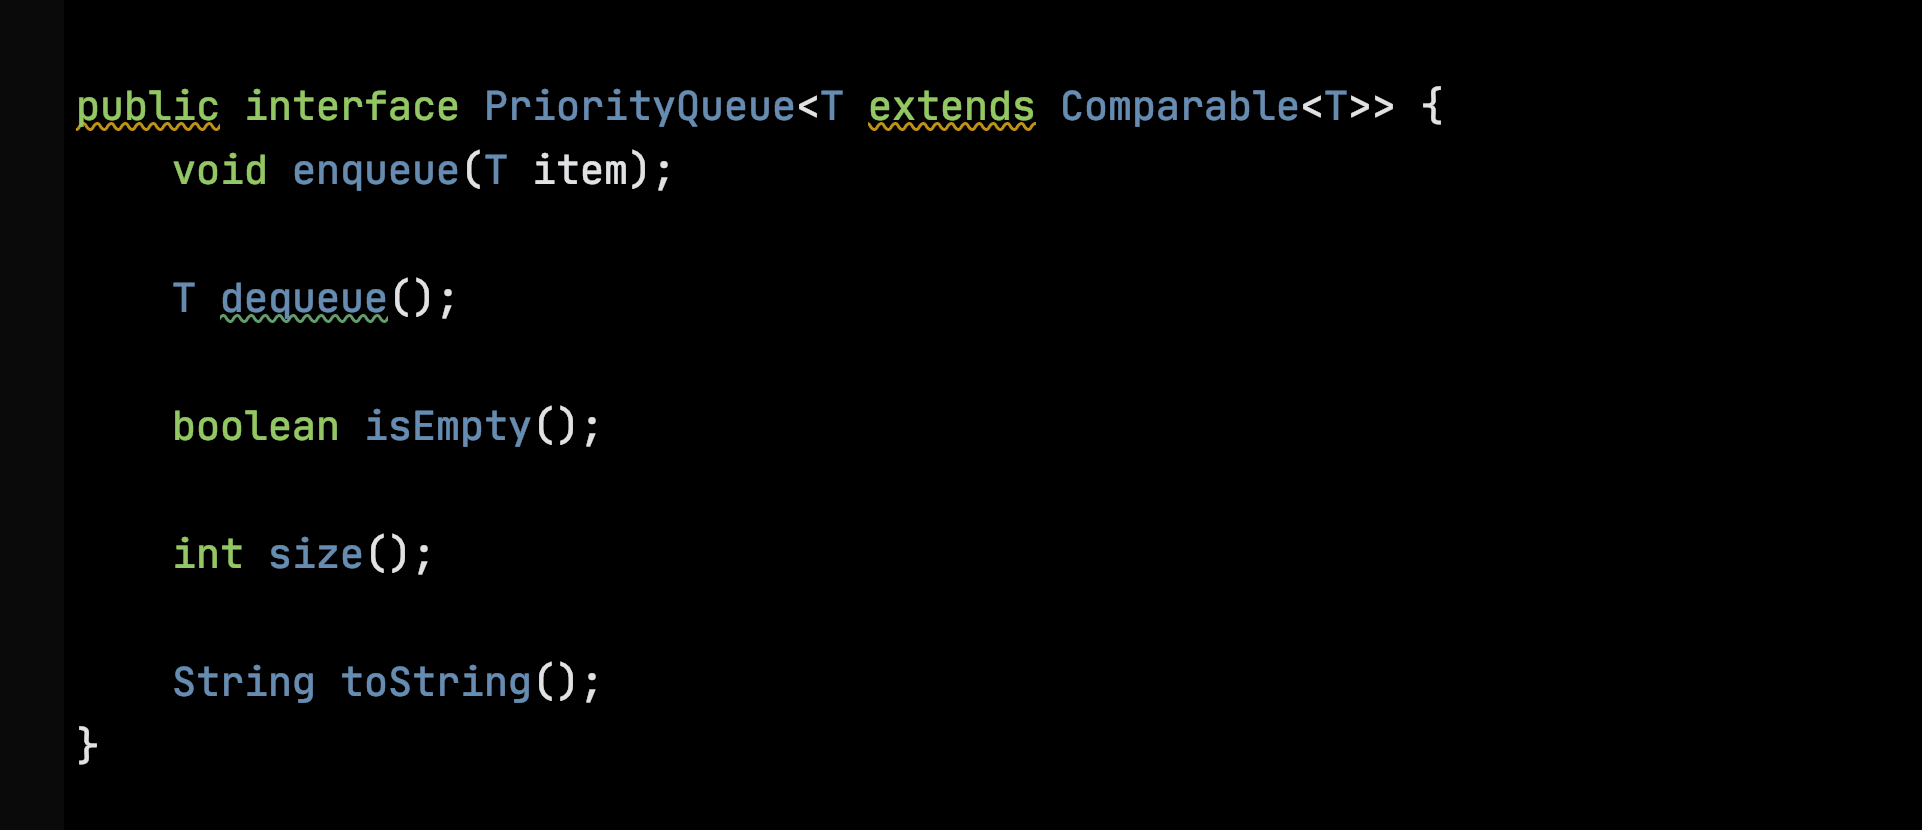 public interface PriorityQueue<T extends Comparable<T>> {
    void enqueue(T item);
    T dequeue();
    boolean isEmpty();
    int size();
    String toString();
}